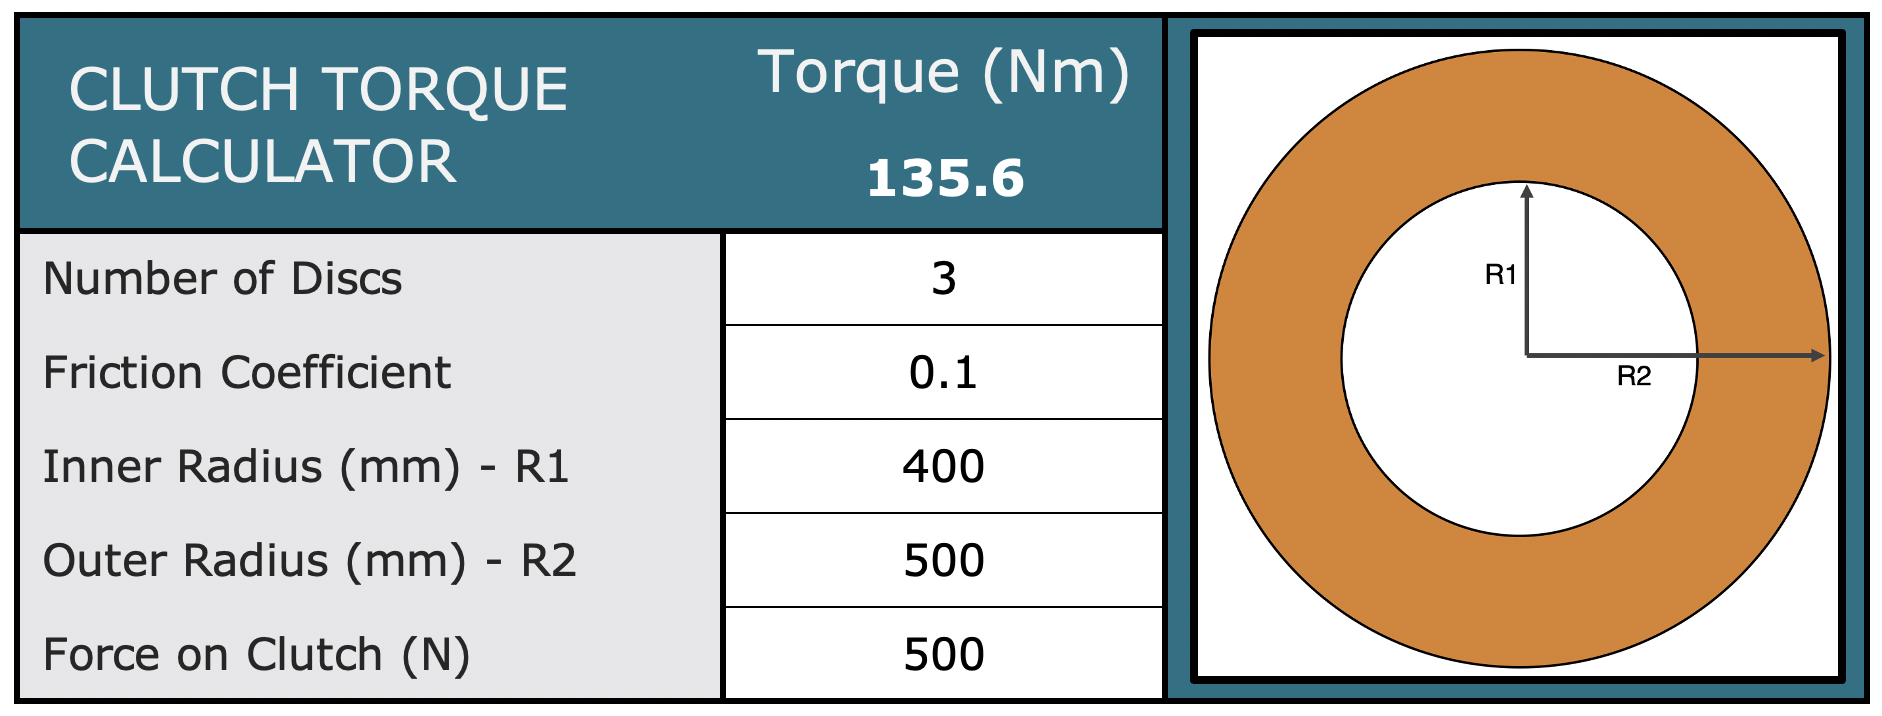 CLUTCH TORQUE
CALCULATOR
Torque (Nm)
135.6
Number of Discs 3
Friction Coefficient 0.1
Inner Radius (mm) - R1 400
Outer Radius (mm) - R2 500
Force on Clutch (N) 500
R1
R2